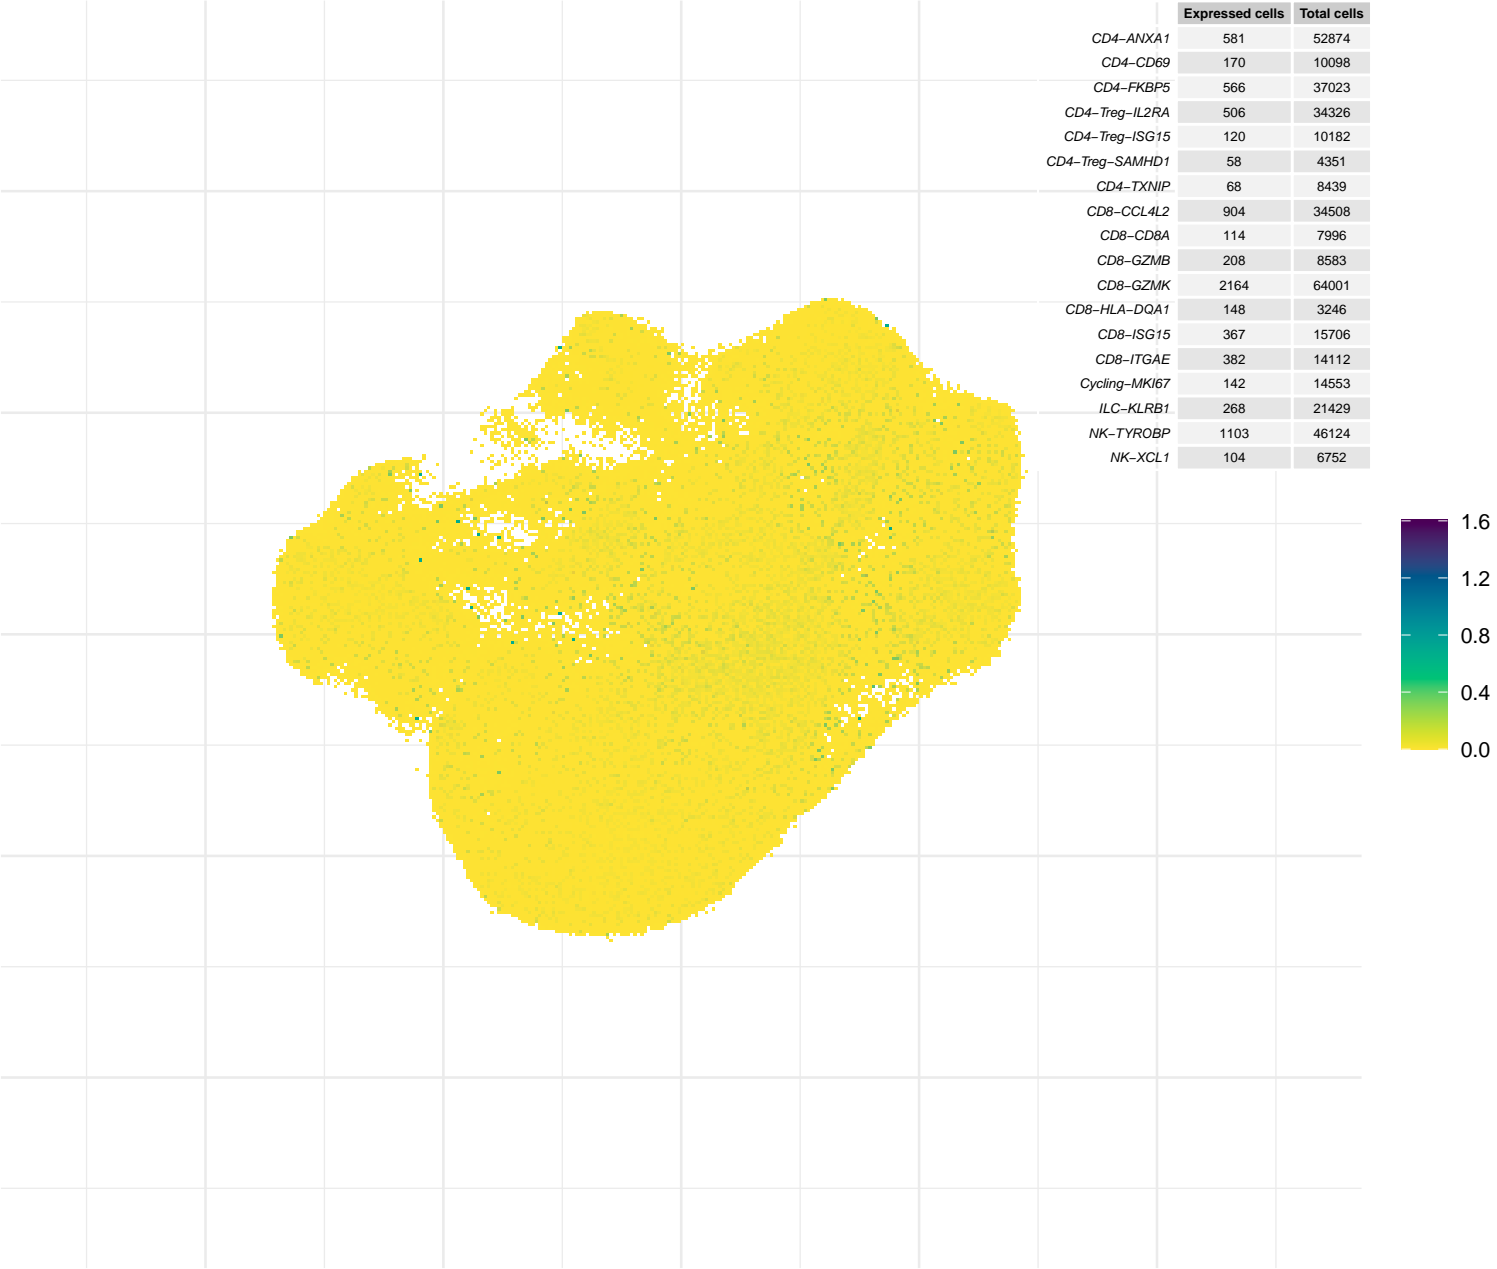 Expressed cells Total cells
CD4−ANXA1 581 52874
CD4−CD69 170 10098
CD4−FKBP5 566 37023
CD4−Treg−IL2RA 506 34326
CD4−Treg−ISG15 120 10182
CD4−Treg−SAMHD1 58 4351
CD4−TXNIP 68 8439
CD8−CCL4L2 904 34508
CD8−CD8A 114 7996
CD8−GZMB 208 8583
CD8−GZMK 2164 64001
CD8−HLA−DQA1 148 3246
CD8−ISG15 367 15706
CD8−ITGAE 382 14112
Cycling−MKI67 142 14553
ILC−KLRB1 268 21429
NK−TYROBP 1103 46124
NK−XCL1 104 6752
1.6
1.2
0.8
0.4
0.0